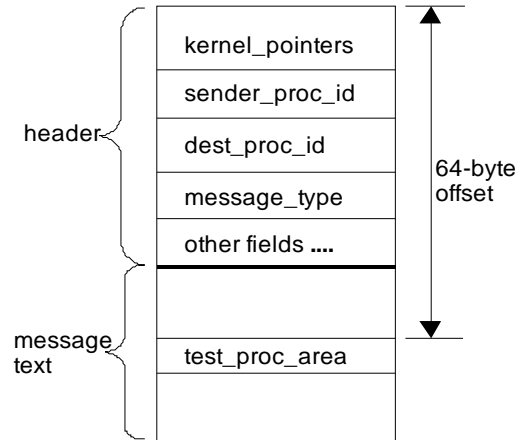 kernel_pointers
sender_proc_id
header
dest_proc_id
64-byte
offset
message_type
other fields ....
message
text
test_proc_area